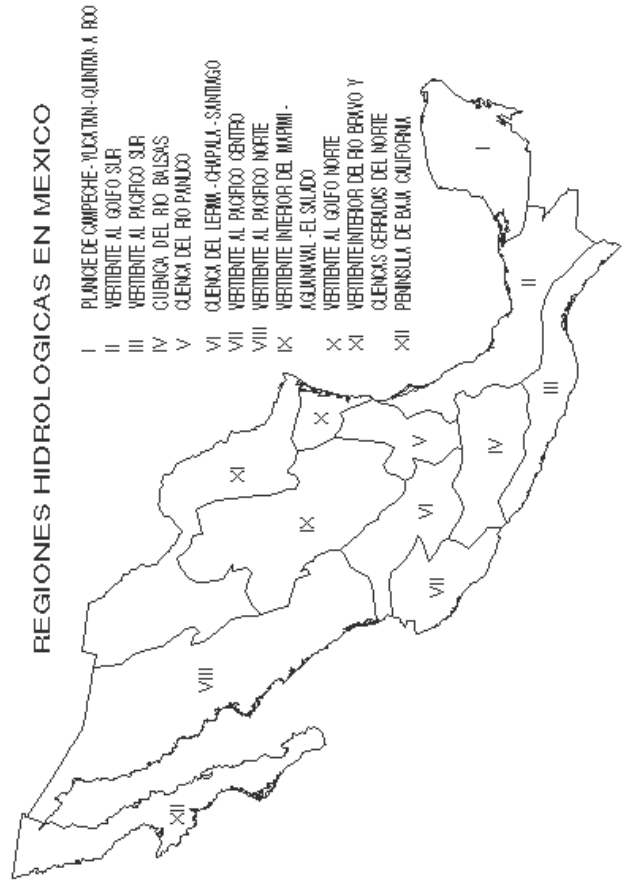 REGIONES HIDROLOGICAS EN MEXICO
I PLANICIE DE CAMPECHE - YUCATAN - QUINTANA ROO
II VERTIENTE AL GOLFO SUR
III VERTIENTE AL PACIFICO SUR
IV CUENCA DEL RIO BALSAS
V CUENCA DEL RIO PANUCO
VI CUENCA DEL LERMA - CHAPALA - SANTIAGO
VII VERTIENTE AL PACIFICO CENTRO
VIII VERTIENTE AL PACIFICO NORTE
IX VERTIENTE INTERIOR DEL MAPIMI -
AGUANAVAL - EL SALADO
X VERTIENTE AL GOLFO NORTE
XI VERTIENTE INTERIOR DEL RIO BRAVO Y
CUENCAS CERRADAS DEL NORTE
XII PENINSULA DE BAJA CALIFORNIA
XII
VIII
XI
IX
X
VII
VI
V
IV
III
II
I